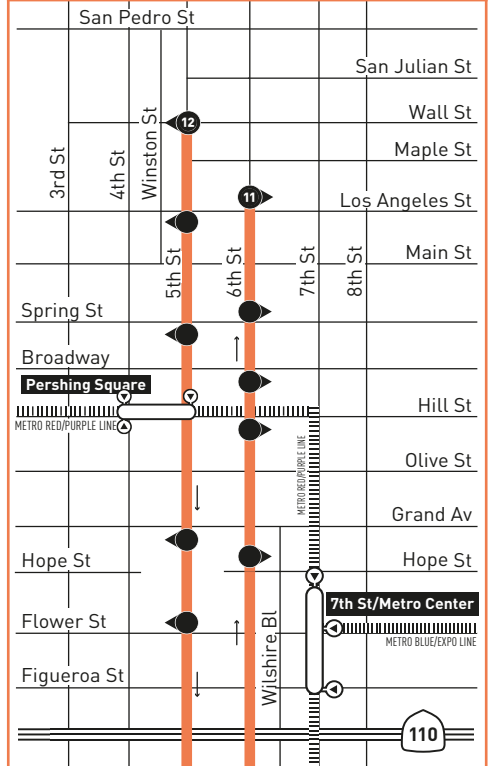 San Pedro St
San Julian St
Wall St
12
Maple St
3rd St
4th St
Winston St
11
Los Angeles St
Main St
5th St
6th St
7th St
8th St
Spring St
Broadway
Pershing Square
Hill St
METRO RED/PURPLE LINE
METRO RED/PURPLE LINE
Olive St
Grand Av
Hope St
Hope St
7th St/Metro Center
Flower St
METRO BLUE/EXPO LINE
Wilshire Bl
Figueroa St
110